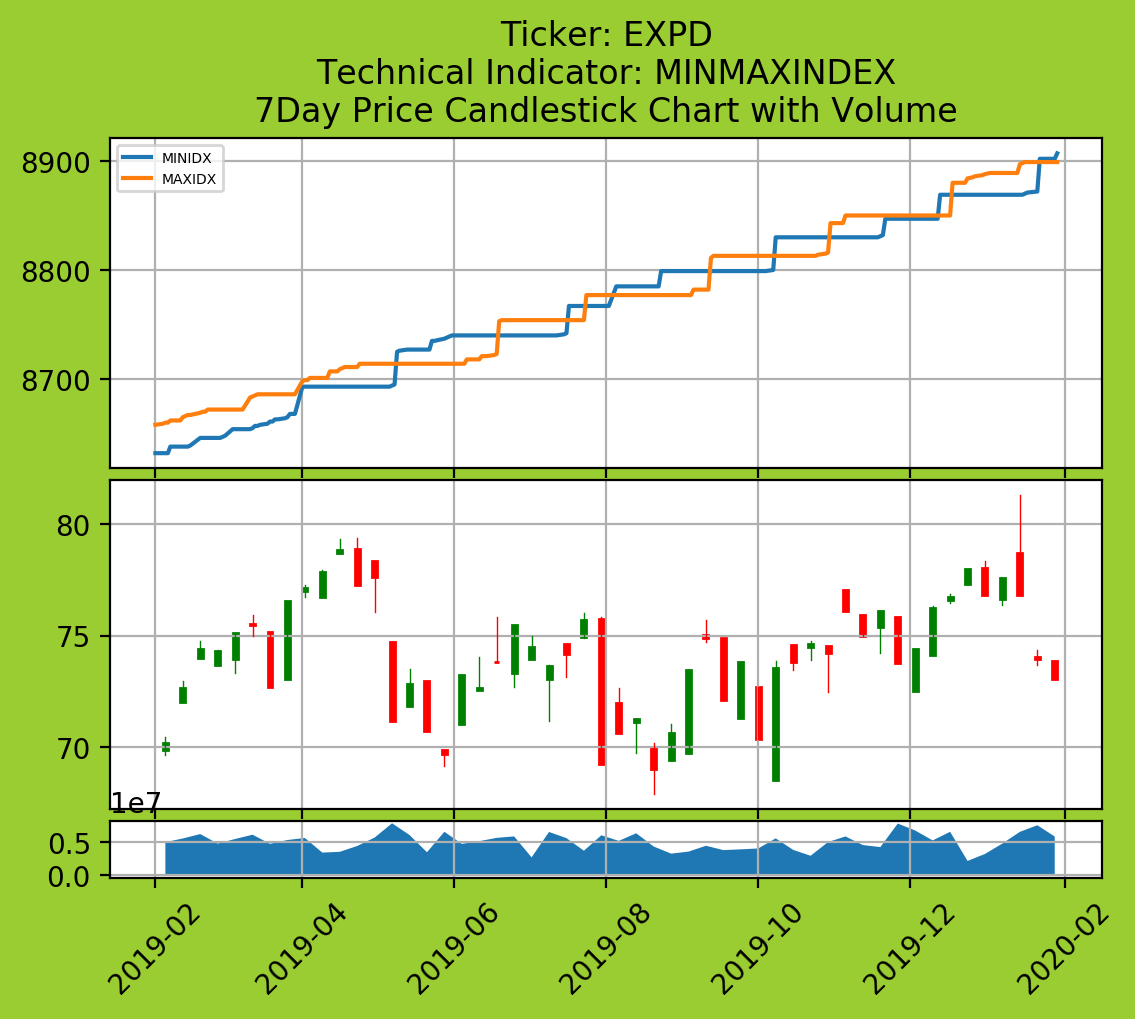 Ticker: EXPD
Technical Indicator: MINMAXINDEX
7Day Price Candlestick Chart with Volume
MINIDX
MAXIDX
8900
8800
8700
80
75
70
1e7
0.5
0.0
2019-02
2019-04
2019-06
2019-08
2019-10
2019-12
2020-02